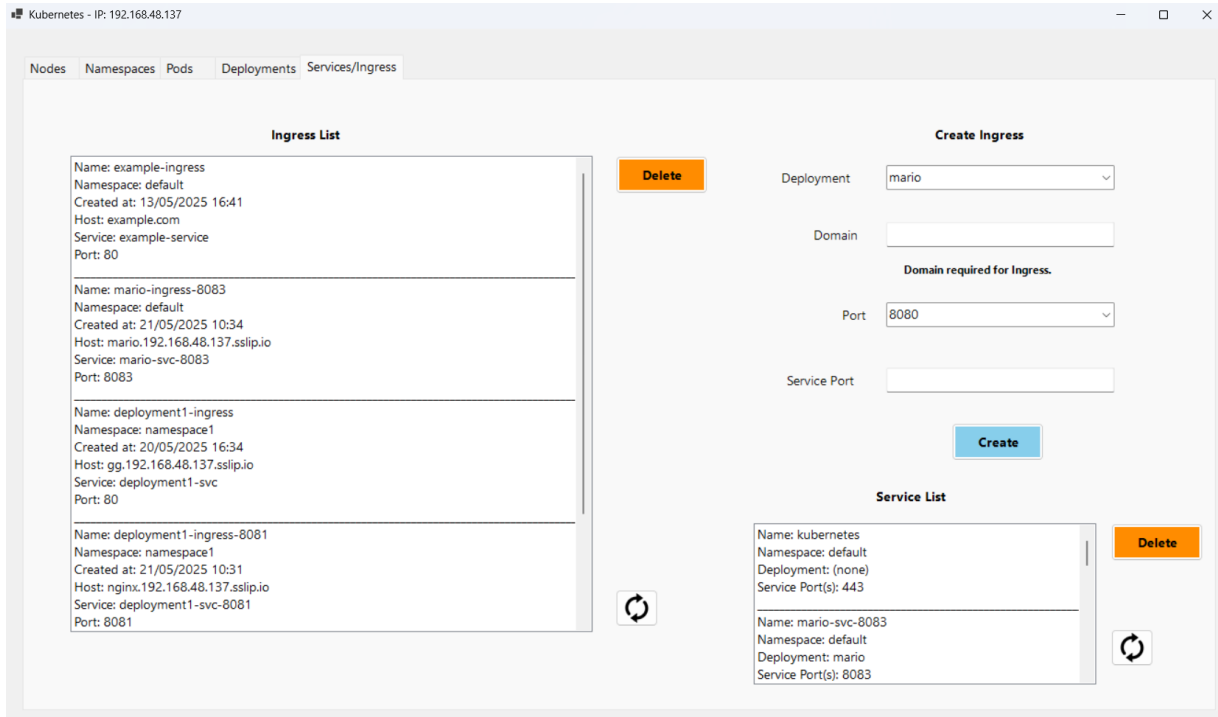 Kubernetes - IP: 192.168.48.137
Nodes
Namespaces
Pods
Deployments
Services/Ingress
Ingress List
Name: example-ingress
Namespace: default
Created at: 13/05/2025 16:41
Host: example.com
Service: example-service
Port: 80
Name: mario-ingress-8083
Namespace: default
Created at: 21/05/2025 10:34
Host: mario.192.168.48.137.sslip.io
Service: mario-svc-8083
Port: 8083
Name: deployment1-ingress
Namespace: namespace1
Created at: 20/05/2025 16:34
Host: gg.192.168.48.137.sslip.io
Service: deployment1-svc
Port: 80
Name: deployment1-ingress-8081
Namespace: namespace1
Created at: 21/05/2025 10:31
Host: nginx.192.168.48.137.sslip.io
Service: deployment1-svc-8081
Port: 8081
Delete
Create Ingress
Deployment
mario
Domain
Domain required for Ingress.
Port
8080
Service Port
Create
Service List
Name: kubernetes
Namespace: default
Deployment: (none)
Service Port(s): 443
Name: mario-svc-8083
Namespace: default
Deployment: mario
Service Port(s): 8083
Delete